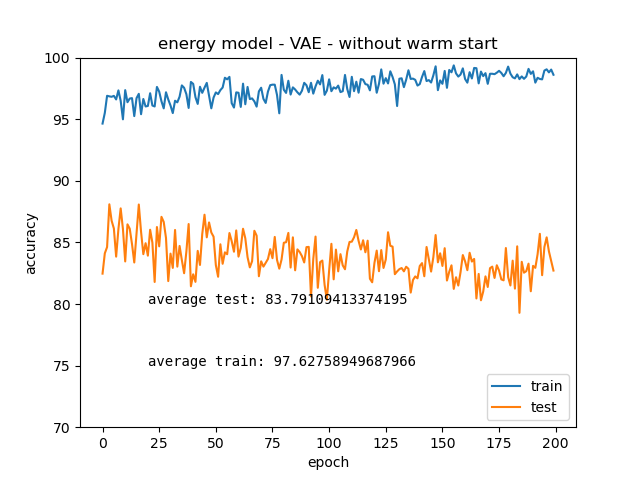 energy model - VAE - without warm start
100
95
90
85
80
75
70
accuracy
average test: 83.79109413374195
average train: 97.62758949687966
train
test
0 25 50 75 100 125 150 175 200
epoch